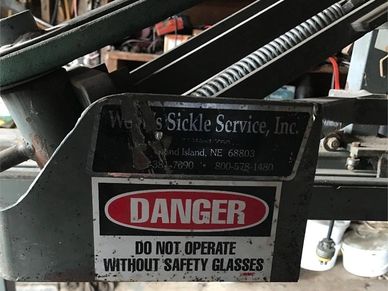 Sickle Service, Inc.
Island, NE 68803
800-578-1480
DANGER
DO NOT OPERATE
WITHOUT SAFETY GLASSES